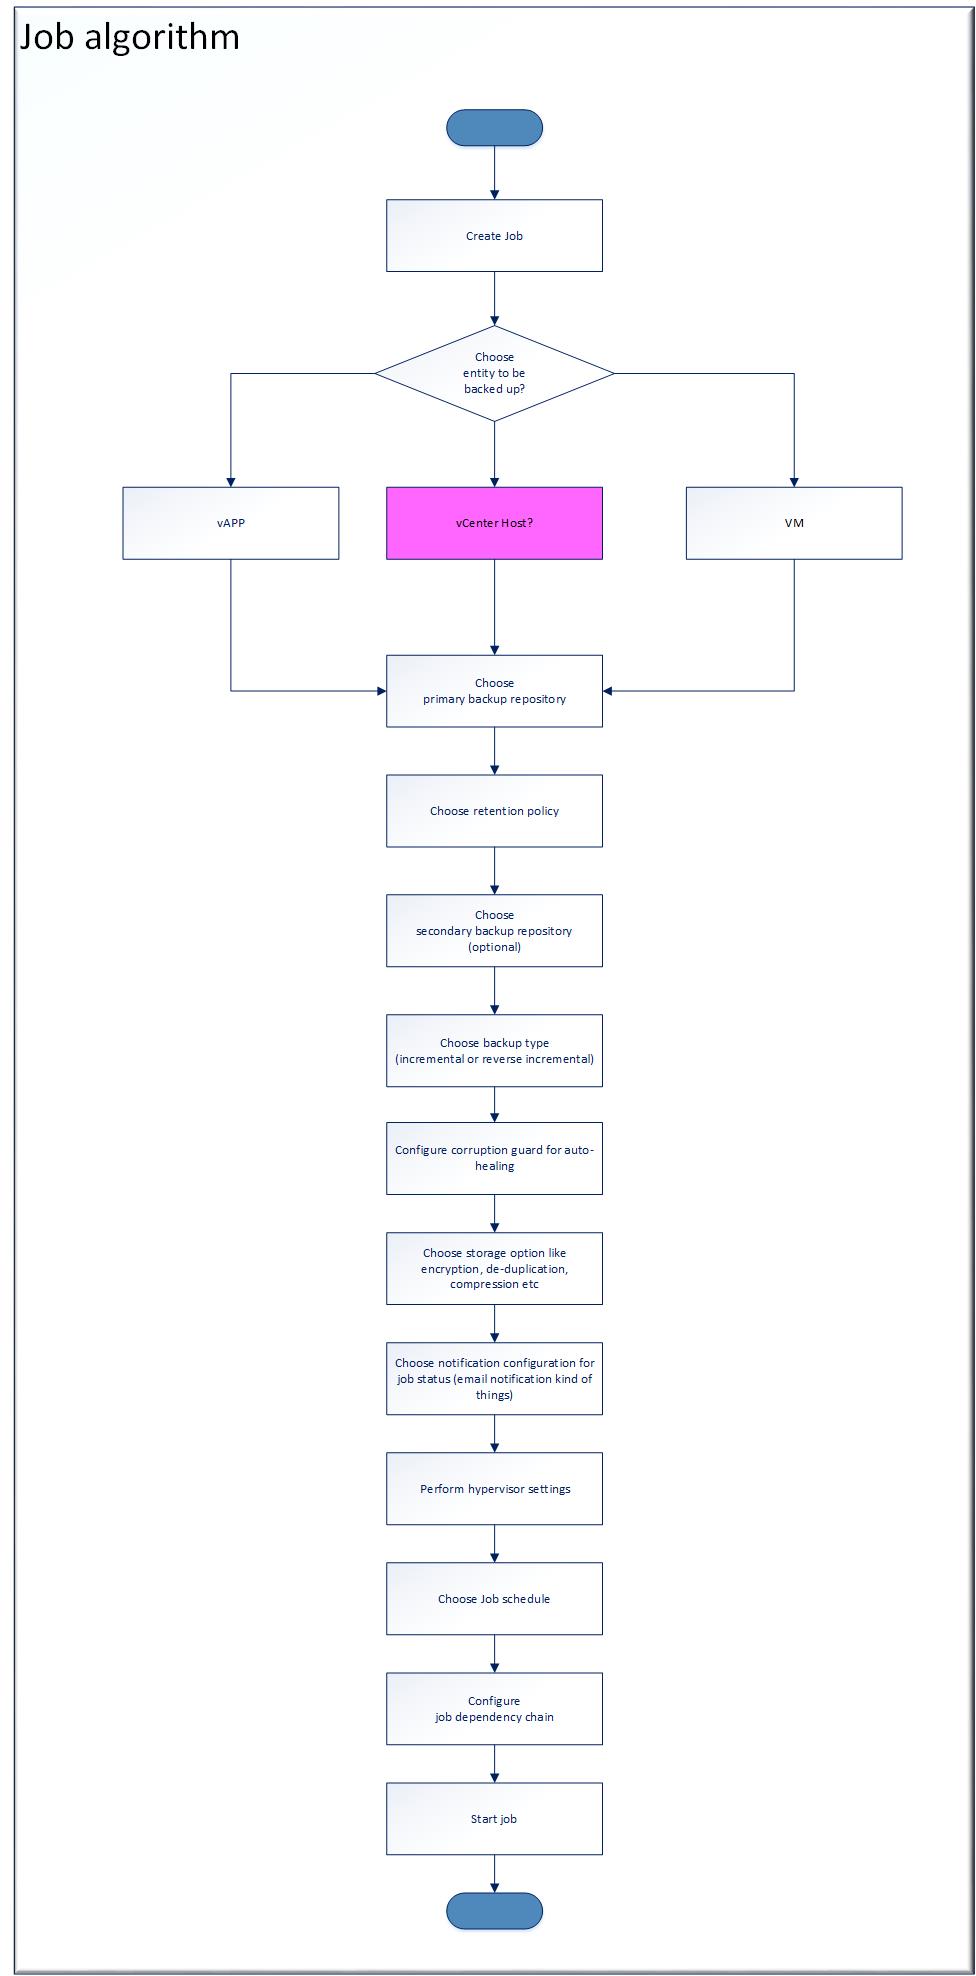 Job algorithm
Create Job
Choose
entity to be
backed up?
vAPP
vCenter Host?
VM
Choose
primary backup repository
Choose retention policy
Choose
secondary backup repository
(optional)
Choose backup type
(incremental or reverse incremental)
Configure corruption guard for auto-
healing
Choose storage option like
encryption, de-duplication,
compression etc
Choose notification configuration for
job status (email notification kind of
things)
Perform hypervisor settings
Choose Job schedule
Configure
job dependency chain
Start job